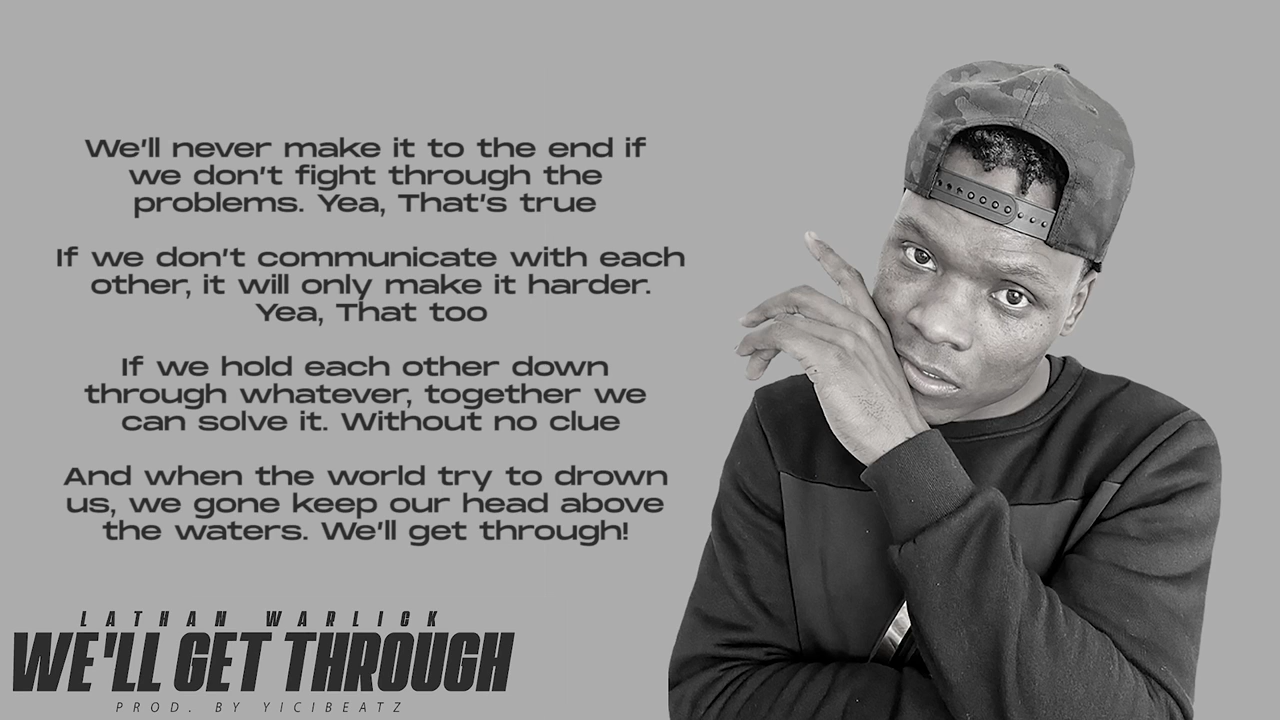 We'll never make it to the end if
we don't fight through the
problems. Yea, That's true
If we don't communicate with each
other, it will only make it harder.
Yea, That too
If we hold each other down
through whatever, together we
can solve it. Without no clue
And when the world try to drown
us, we gone keep our head above
the waters. We'll get through!
LATHAN WARLICK
WE'LL GET THROUGH
PROD. BY YICIBEATZ